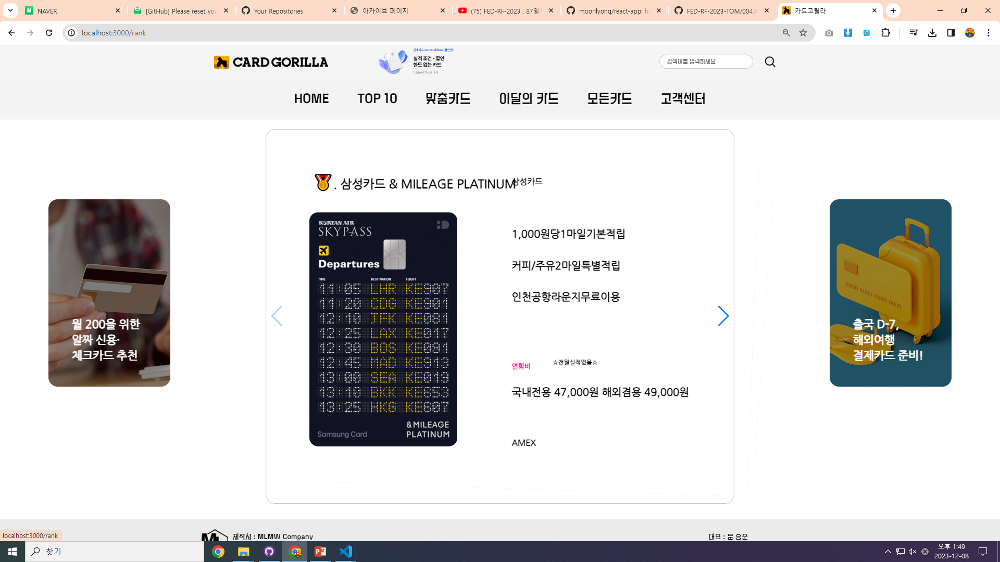 NAVER
[GitHub] Please reset you
Your Repositories
아카이브 페이지
(75) FED-RF-2023 : 87일차
moonlyong/react-app: ht
FED-RF-2023-TOM/004.R
카드고릴라
localhost:3000/rank
CARD GORILLA
실적 조건・할인
한도 없는 카드
검색어를 입력하세요
HOME
TOP 10
맞춤카드
이달의 카드
모든카드
고객센터
월 200을 위한
알짜 신용·
체크카드 추천
1
. 삼성카드 & MILEAGE PLATINUM
삼성카드
KOREAN AIR
SKYPASS
Departures
TIME DESTINATION FLIGHT
11:05 LHR KE907
11:20 CDG KE901
12:10 JFK KE081
12:25 LAX KE017
12:30 BOS KE091
12:45 MAD KE913
13:00 SEA KE019
13:10 BKK KE653
13:25 HKG KE607
Samsung Card
& MILEAGE
PLATINUM
1,000원당1마일기본적립
커피/주유2마일특별적립
인천공항라운지무료이용
연회비
☆전월실적없음☆
국내전용 47,000원 해외겸용 49,000원
AMEX
0000 0000 0000 0000
출국 D-7,
해외여행
결제카드 준비!
제작사 : MLMW Company
대표 : 문 승준
localhost:3000/rank
찾기
오후 1:49
2023-12-08